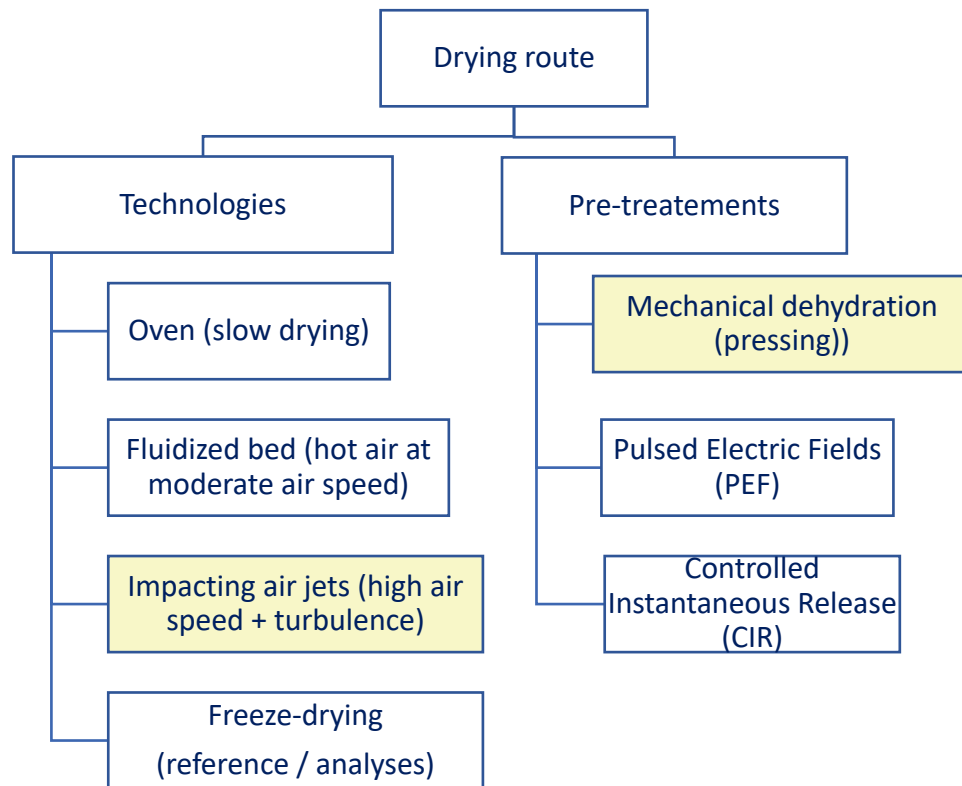 Drying route
Technologies
Oven (slow drying)
Fluidized bed (hot air at
moderate air speed)
Impacting air jets (high air
speed + turbulence)
Freeze-drying
(reference / analyses)
Pre-treatements
Mechanical dehydration
(pressing))
Pulsed Electric Fields
(PEF)
Controlled
Instantaneous Release
(CIR)